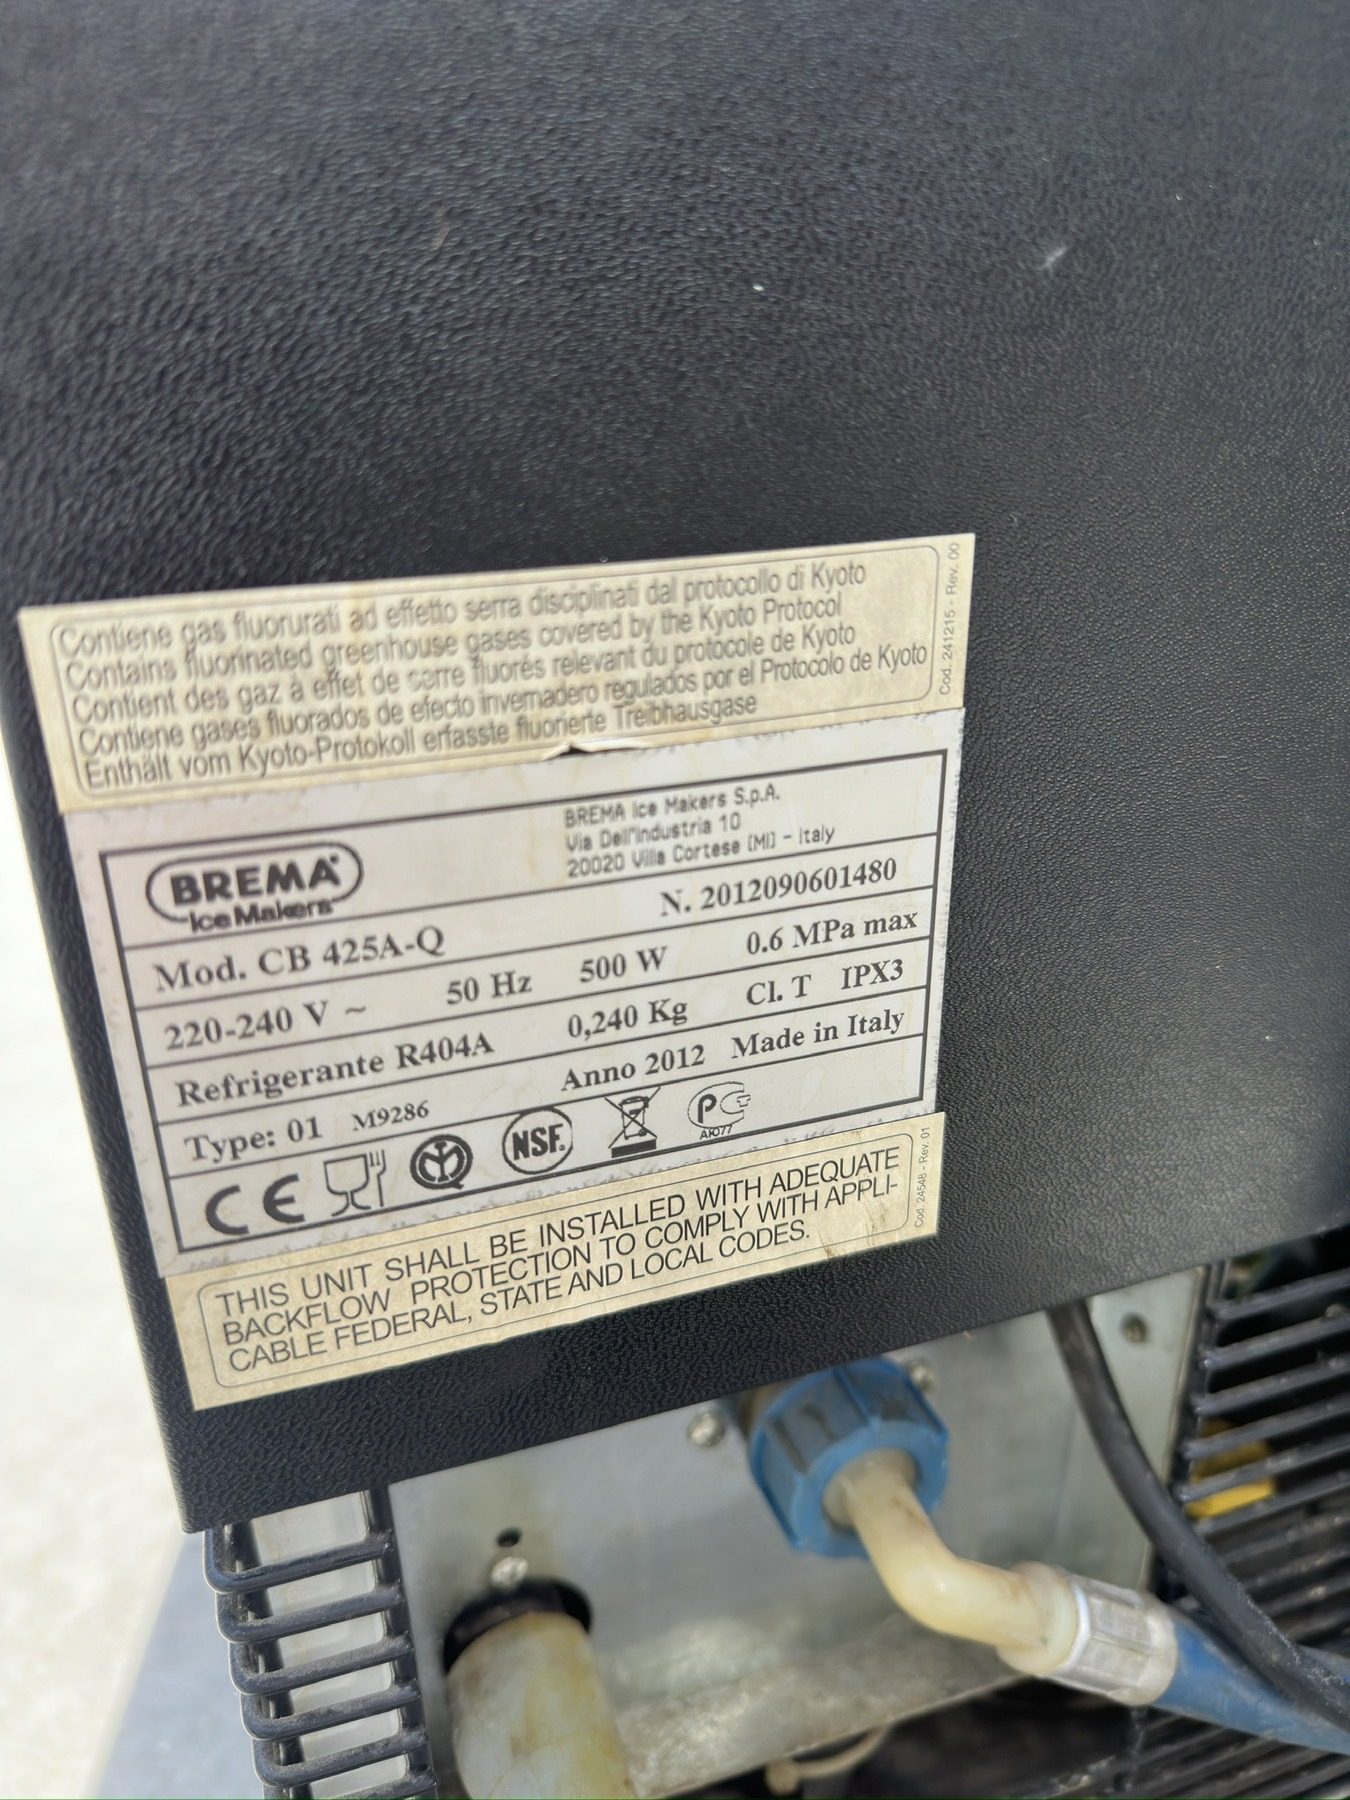 Contiene gas fluorurati ad effetto serra disciplinati dal protocollo di Kyoto
Contains fluorinated greenhouse gases covered by the Kyoto Protocol
Contient des gaz à effet de serre fluorés relevant du protocole de Kyoto
Contiene gases fluorados de efecto invernadero regulados por el Protocolo de Kyoto
Enthält vom Kyoto-Protokoll erfasste fluorierte Treibhausgase
Cod. 241215 - Rev. 00
BREMA
Ice Makers
BREMA Ice Makers S.p.A.
Via Dell'Industria 10
20020 Villa Cortese (MI) - Italy
Mod. CB 425A-Q N. 2012090601480
220-240 V ~ 50 Hz 500 W 0.6 MPa max
Refrigerante R404A 0,240 Kg Cl. T IPX3
Type: 01 M9286 Anno 2012 Made in Italy
CE NSF. PG
АЮ77
THIS UNIT SHALL BE INSTALLED WITH ADEQUATE
BACKFLOW PROTECTION TO COMPLY WITH APPLI-
CABLE FEDERAL, STATE AND LOCAL CODES.
Cod. 24548 - Rev. 01